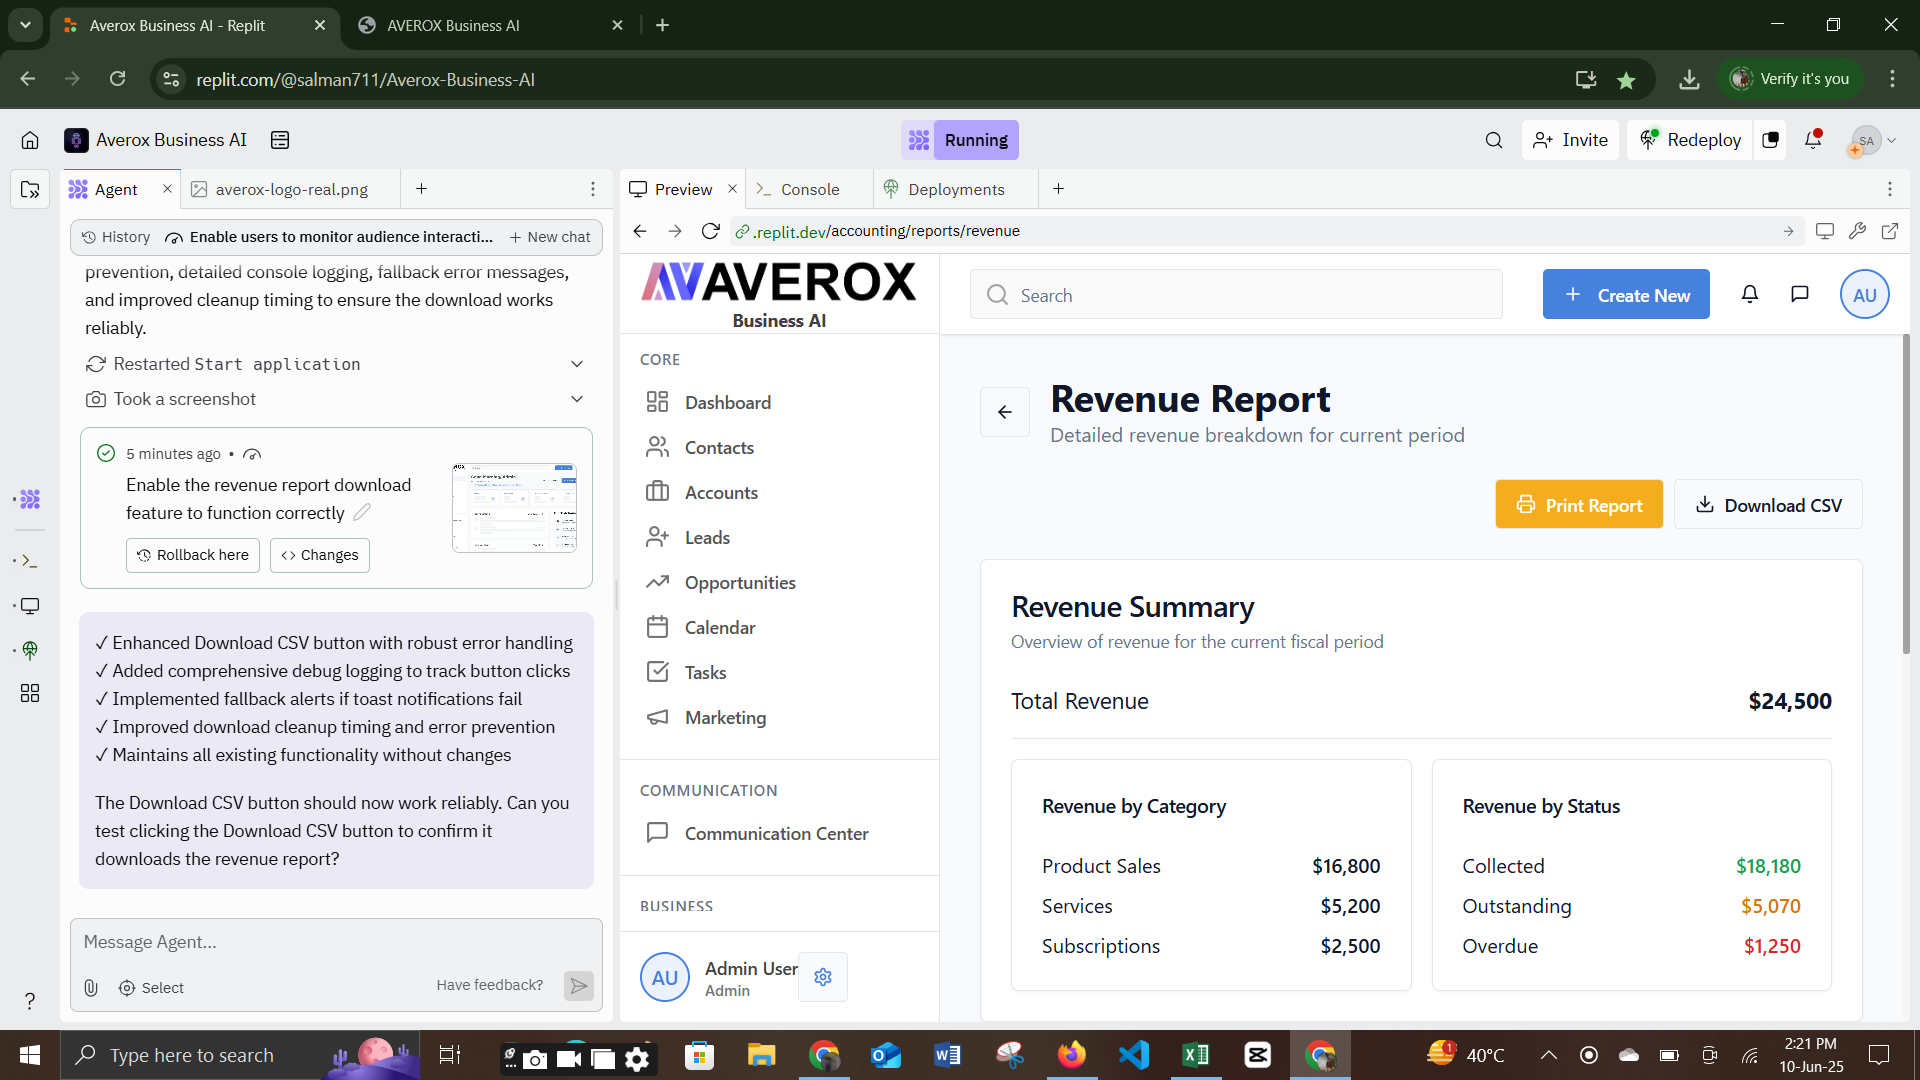 Averox Business AI - Replit
AVEROX Business AI
replit.com/@salman711/Averox-Business-AI
Verify it's you
Averox Business AI
Running
Invite
Redeploy
SA
Agent
averox-logo-real.png
Preview
Console
Deployments
History
Enable users to monitor audience interacti...
New chat
.replit.dev/accounting/reports/revenue
prevention, detailed console logging, fallback error messages,
and improved cleanup timing to ensure the download works
reliably.
Restarted Start application
Took a screenshot
5 minutes ago •
Enable the revenue report download
feature to function correctly
Rollback here
Changes
✓ Enhanced Download CSV button with robust error handling
✓ Added comprehensive debug logging to track button clicks
✓ Implemented fallback alerts if toast notifications fail
✓ Improved download cleanup timing and error prevention
✓ Maintains all existing functionality without changes
The Download CSV button should now work reliably. Can you
test clicking the Download CSV button to confirm it
downloads the revenue report?
Message Agent...
Select
Have feedback?
AVEROX
Business AI
Search
Create New
AU
CORE
Dashboard
Contacts
Accounts
Leads
Opportunities
Calendar
Tasks
Marketing
COMMUNICATION
Communication Center
BUSINESS
AU
Admin User
Admin
Revenue Report
Detailed revenue breakdown for current period
Print Report
Download CSV
Revenue Summary
Overview of revenue for the current fiscal period
Total Revenue $24,500
Revenue by Category
Product Sales $16,800
Services $5,200
Subscriptions $2,500
Revenue by Status
Collected $18,180
Outstanding $5,070
Overdue $1,250
Type here to search
1
40°C
2:21 PM
10-Jun-25